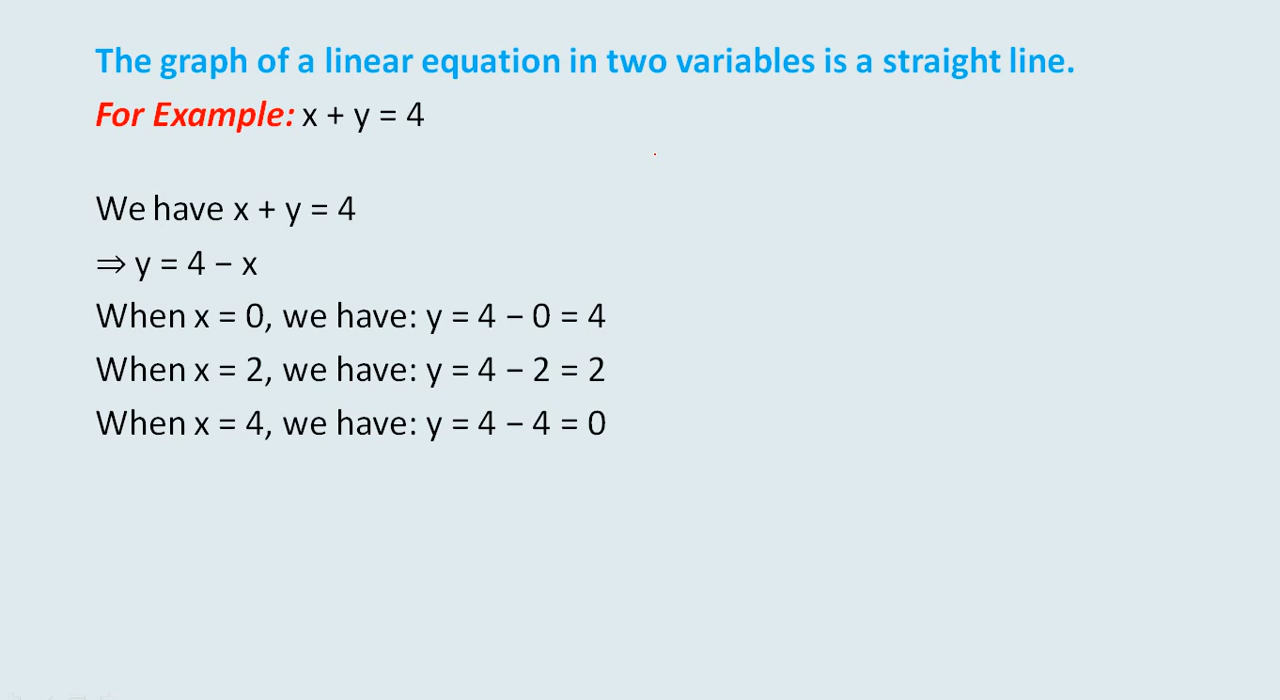 The graph of a linear equation in two variables is a straight line.
For Example: x + y = 4
We have x + y = 4
⇒ y = 4 − x
When x = 0, we have: y = 4 − 0 = 4
When x = 2, we have: y = 4 − 2 = 2
When x = 4, we have: y = 4 − 4 = 0